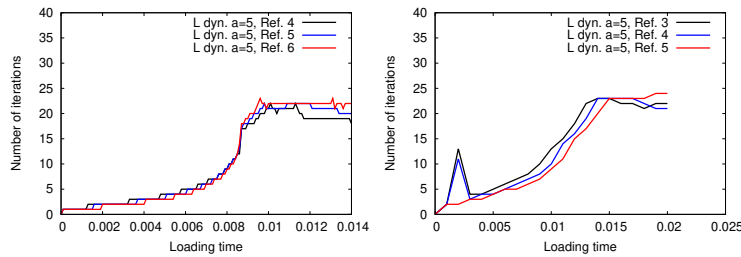 40
35
30
25
20
15
10
5
0
Number of iterations
L dyn. a=5, Ref. 4
L dyn. a=5, Ref. 5
L dyn. a=5, Ref. 6
0 0.002 0.004 0.006 0.008 0.01 0.012 0.014
Loading time
40
35
30
25
20
15
10
5
0
Number of iterations
L dyn. a=5, Ref. 3
L dyn. a=5, Ref. 4
L dyn. a=5, Ref. 5
0 0.005 0.01 0.015 0.02 0.025
Loading time